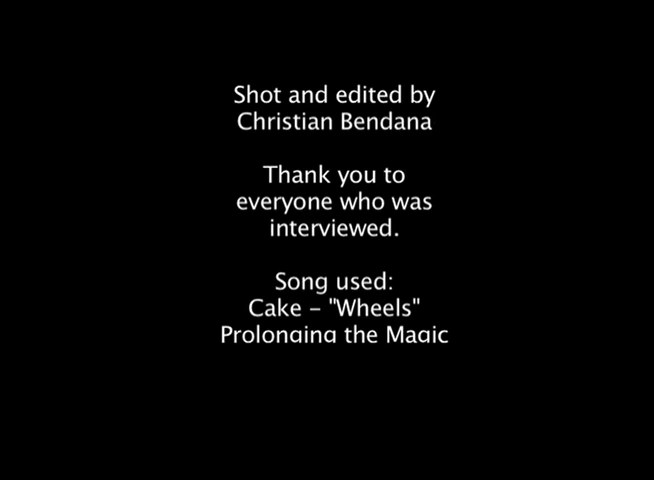 Shot and edited by
Christian Bendana
Thank you to
everyone who was
interviewed.
Song used:
Cake – "Wheels"
Prolonging the Magic